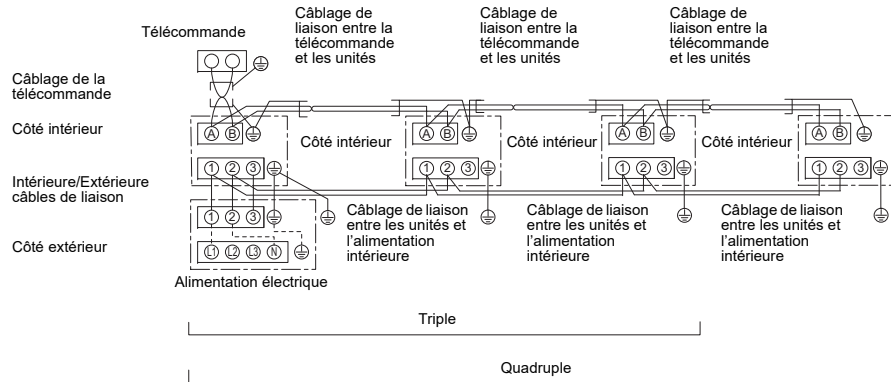 Câblage de
liaison entre la
télécommande
et les unités
Câblage de
liaison entre la
télécommande
et les unités
Câblage de
liaison entre la
télécommande
et les unités
Télécommande
Câblage de la
télécommande
Côté intérieur
A B
Côté intérieur
A B
Côté intérieur
A B
Côté intérieur
A B
1 2 3
1 2 3
1 2 3
1 2 3
Intérieure/Extérieure
câbles de liaison
1 2 3
Côté extérieur
L1 L2 L3 N
Alimentation électrique
Câblage de liaison
entre les unités et
l’alimentation
intérieure
Câblage de liaison
entre les unités et
l’alimentation
intérieure
Câblage de liaison
entre les unités et
l’alimentation
intérieure
Triple
Quadruple